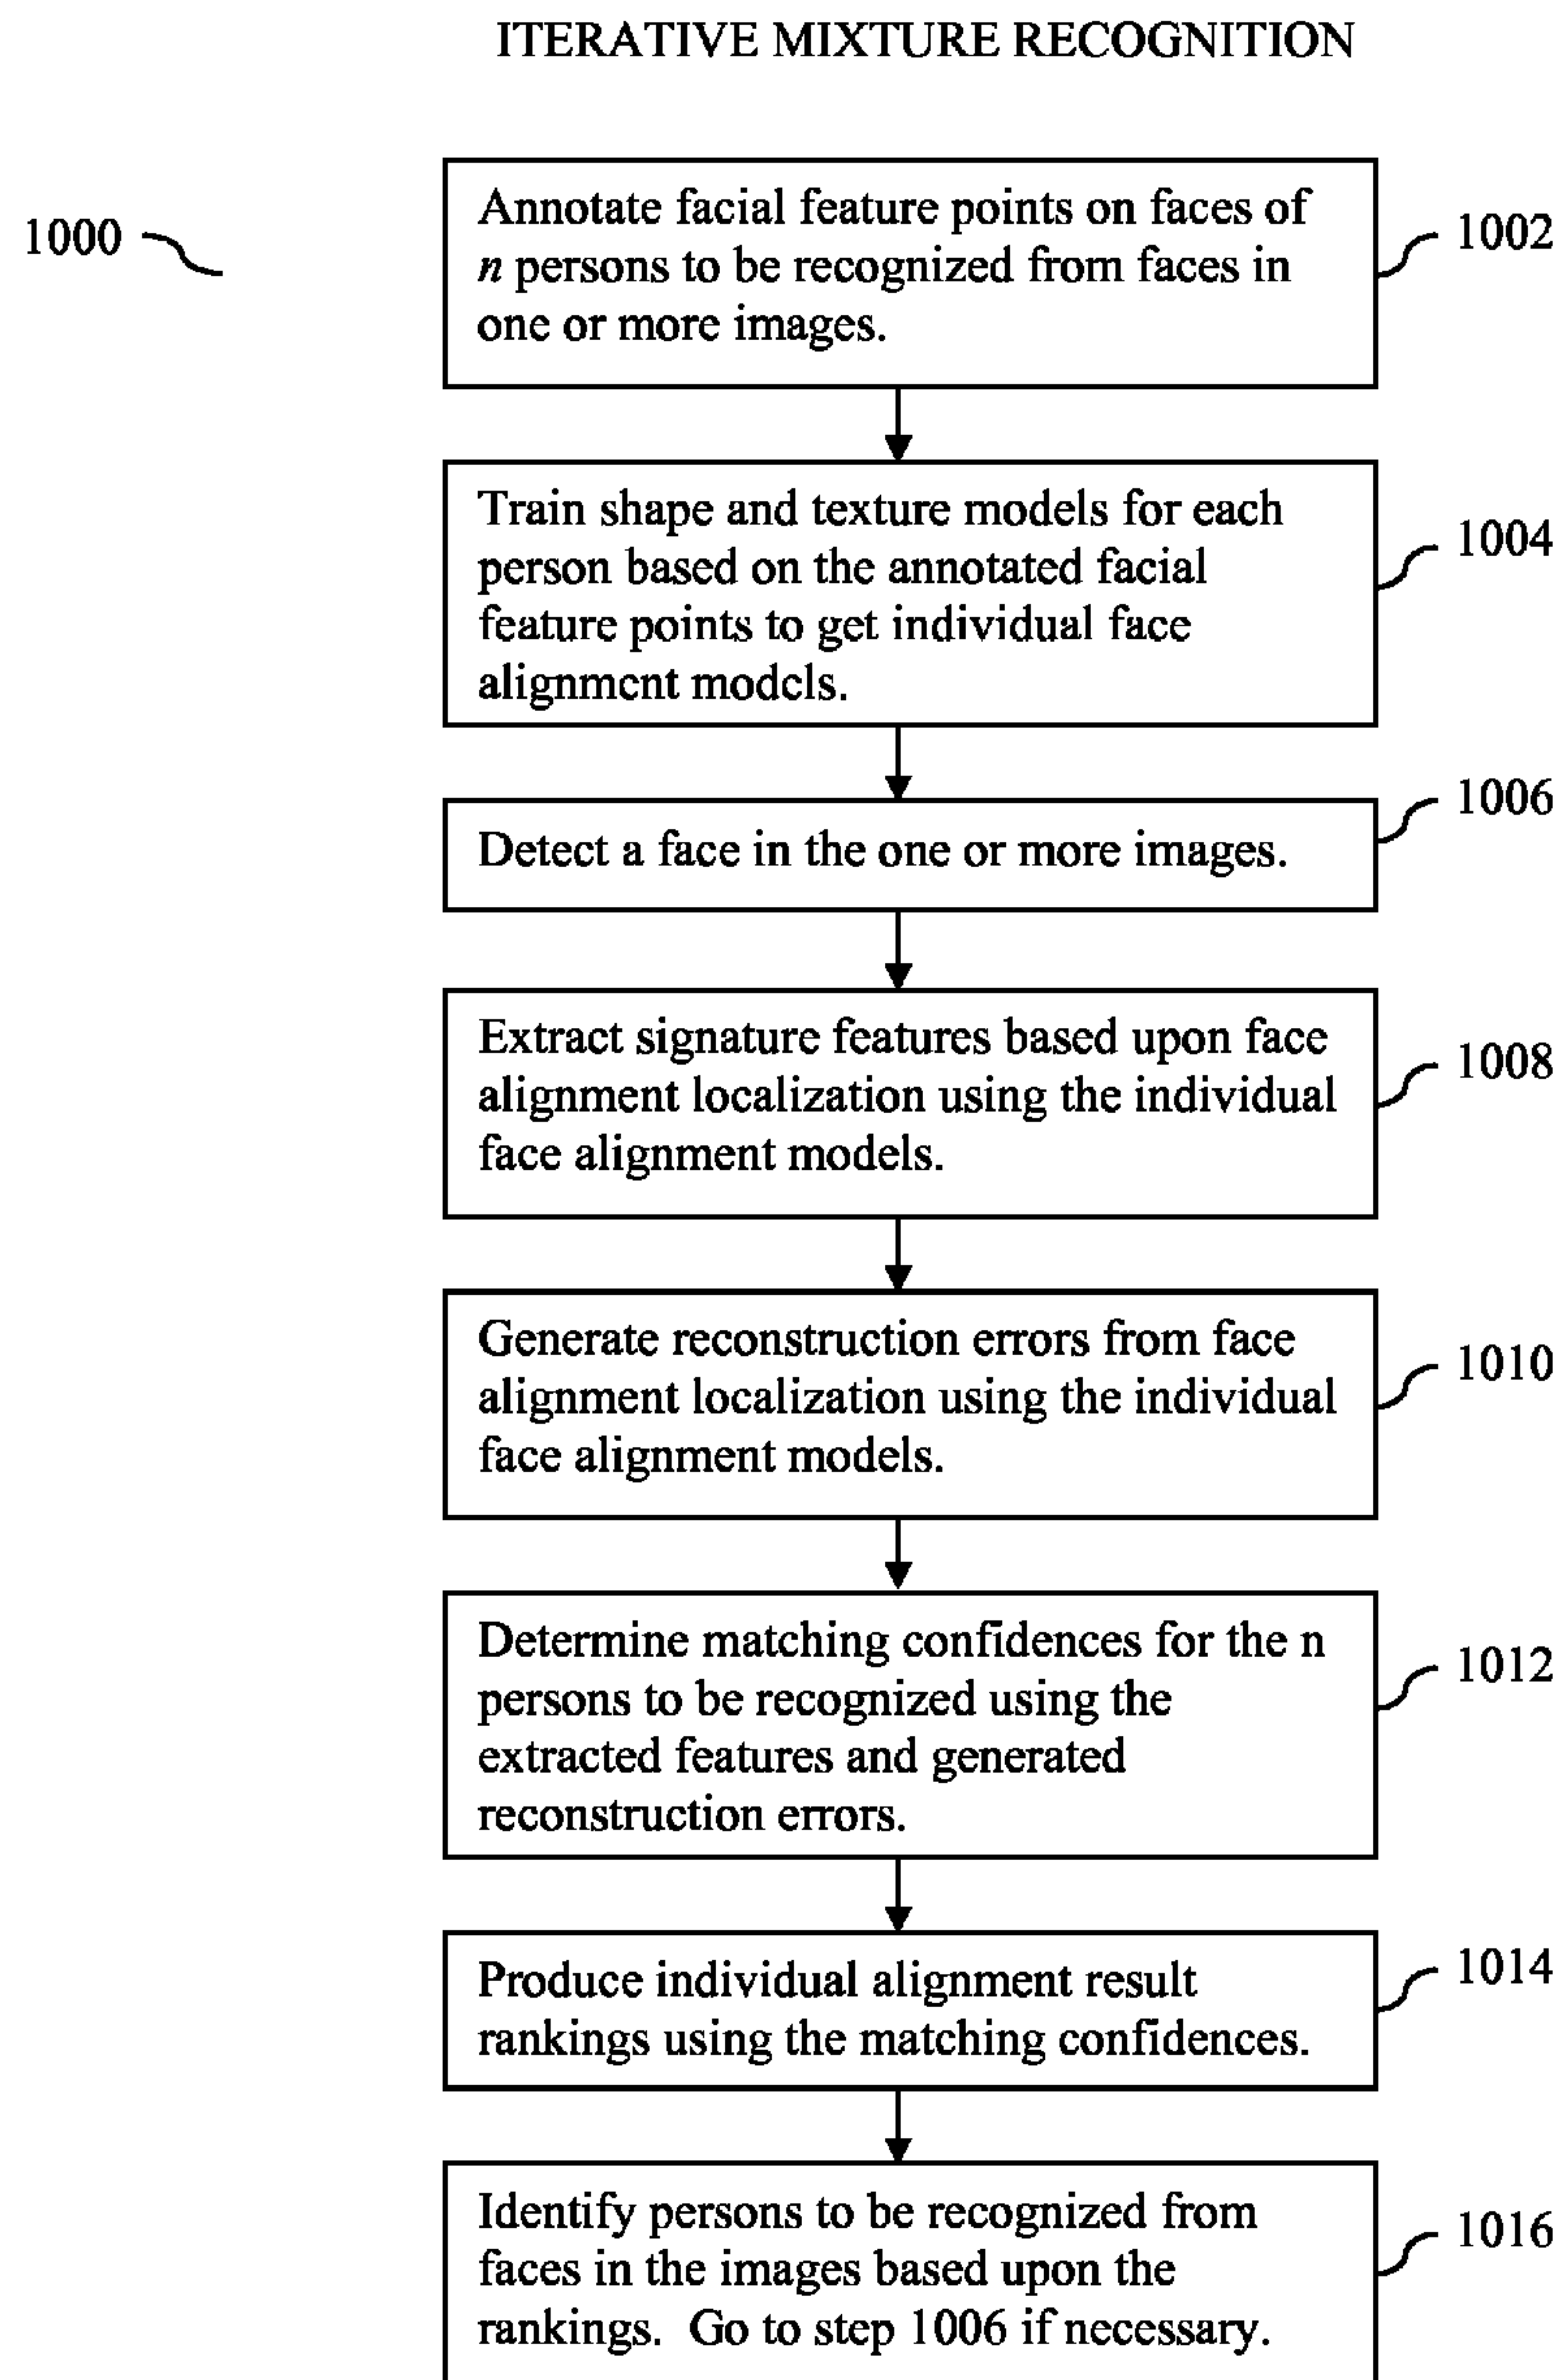 ITERATIVE MIXTURE RECOGNITION
1000
Annotate facial feature points on faces of
n persons to be recognized from faces in
one or more images.
1002
Train shape and texture models for each
person based on the annotated facial
feature points to get individual face
alignment models.
1004
Detect a face in the one or more images.
1006
Extract signature features based upon face
alignment localization using the individual
face alignment models.
1008
Generate reconstruction errors from face
alignment localization using the individual
face alignment models.
1010
Determine matching confidences for the n
persons to be recognized using the
extracted features and generated
reconstruction errors.
1012
Produce individual alignment result
rankings using the matching confidences.
1014
Identify persons to be recognized from
faces in the images based upon the
rankings.  Go to step 1006 if necessary.
1016